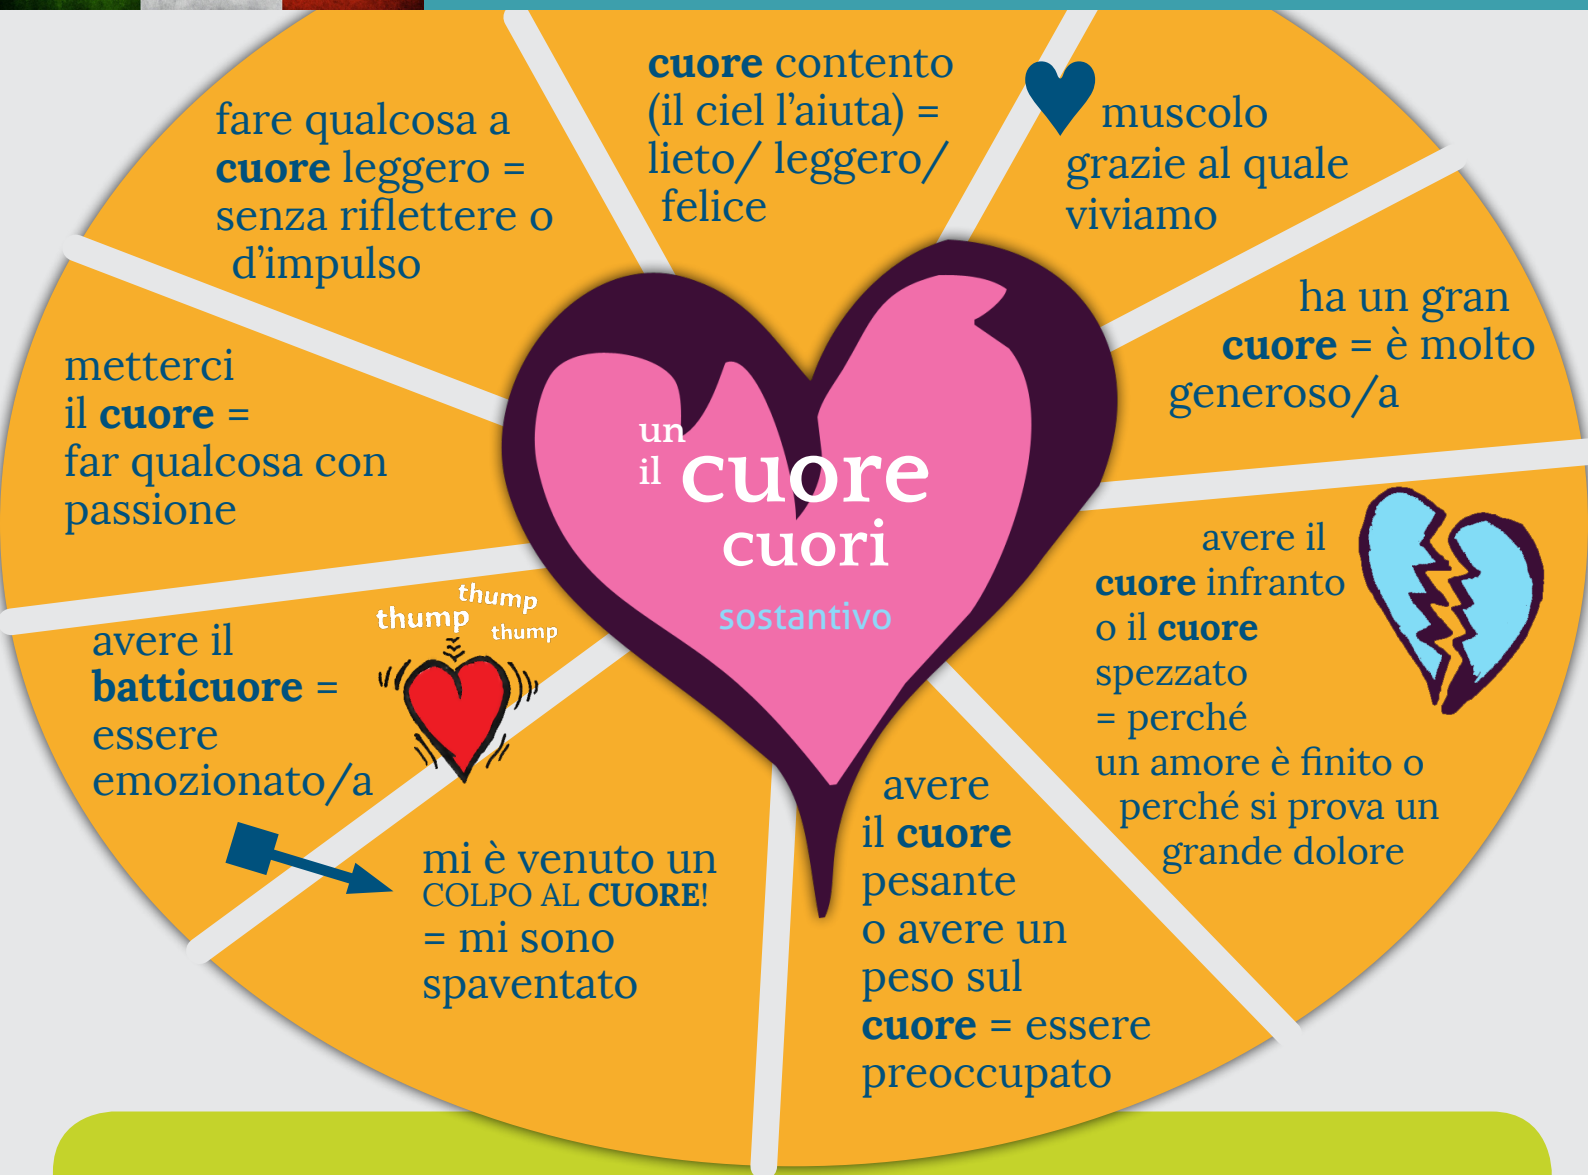 cuore contento
(il ciel l'aiuta) =
lieto/ leggero/
felice
muscolo
grazie al quale
viviamo
ha un gran
cuore = è molto
generoso/a
avere il
cuore infranto
o il cuore
spezzato
= perché
un amore è finito o
perché si prova un
grande dolore
avere
il cuore
pesante
o avere un
peso sul
cuore = essere
preoccupato
mi è venuto un
COLPO AL CUORE!
= mi sono
spaventato
avere il
batticuore =
essere
emozionato/a
thump
thump
thump
metterci
il cuore =
far qualcosa con
passione
fare qualcosa a
cuore leggero =
senza riflettere o
d'impulso
un
il cuore
cuori
sostantivo